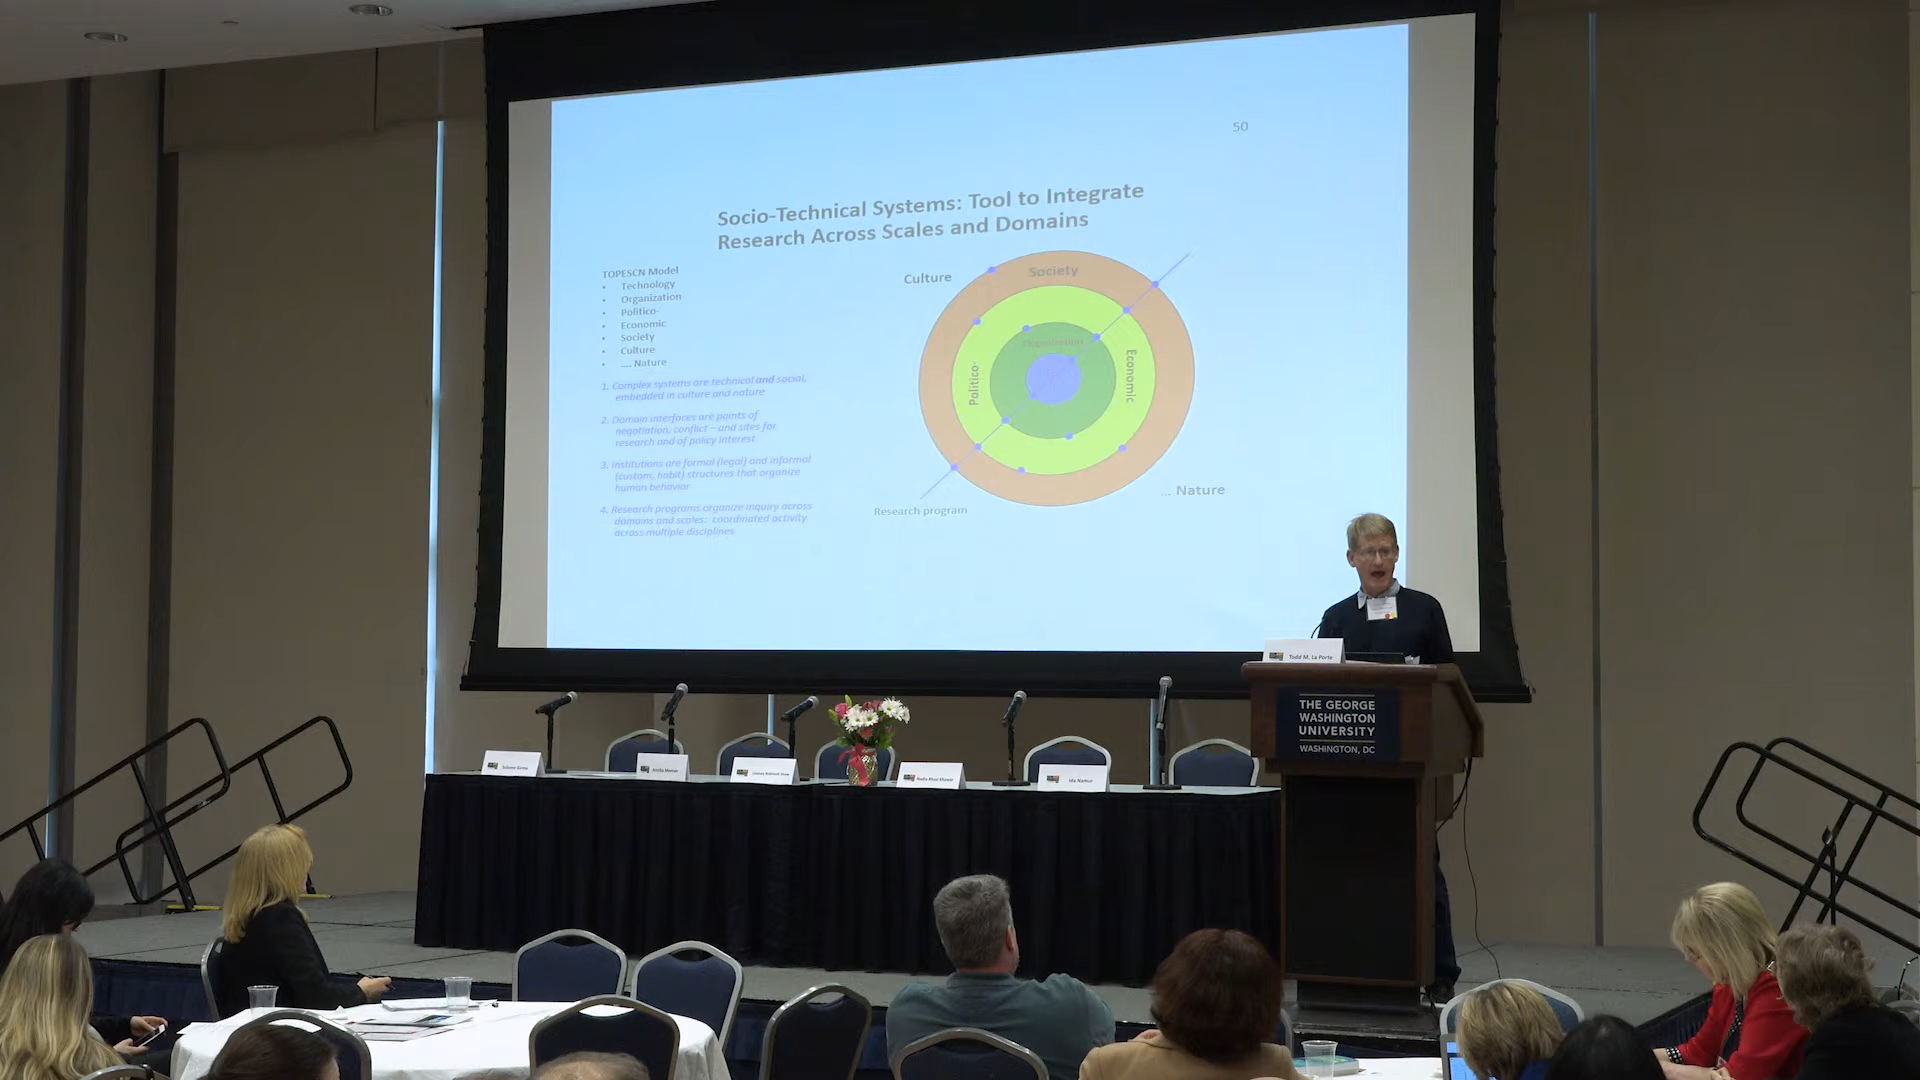 50
Socio-Technical Systems: Tool to Integrate
Research Across Scales and Domains
TOPESCN Model
• Technology
• Organization
• Politico-
• Economic
• Society
• Culture
• .... Nature
1. Complex systems are technical and social,
embedded in culture and nature
2. Domain interfaces are points of
negotiation, conflict – and sites for
research and of policy interest
3. Institutions are formal (legal) and informal
(custom, habit) structures that organize
human behavior
4. Research programs organize inquiry across
domains and scales: coordinated activity
across multiple disciplines.
Culture
Society
Organization
Politico-
Economic
... Nature
Research program
Todd M. La Porte
THE GEORGE
WASHINGTON
UNIVERSITY
WASHINGTON, DC
Ida Namur